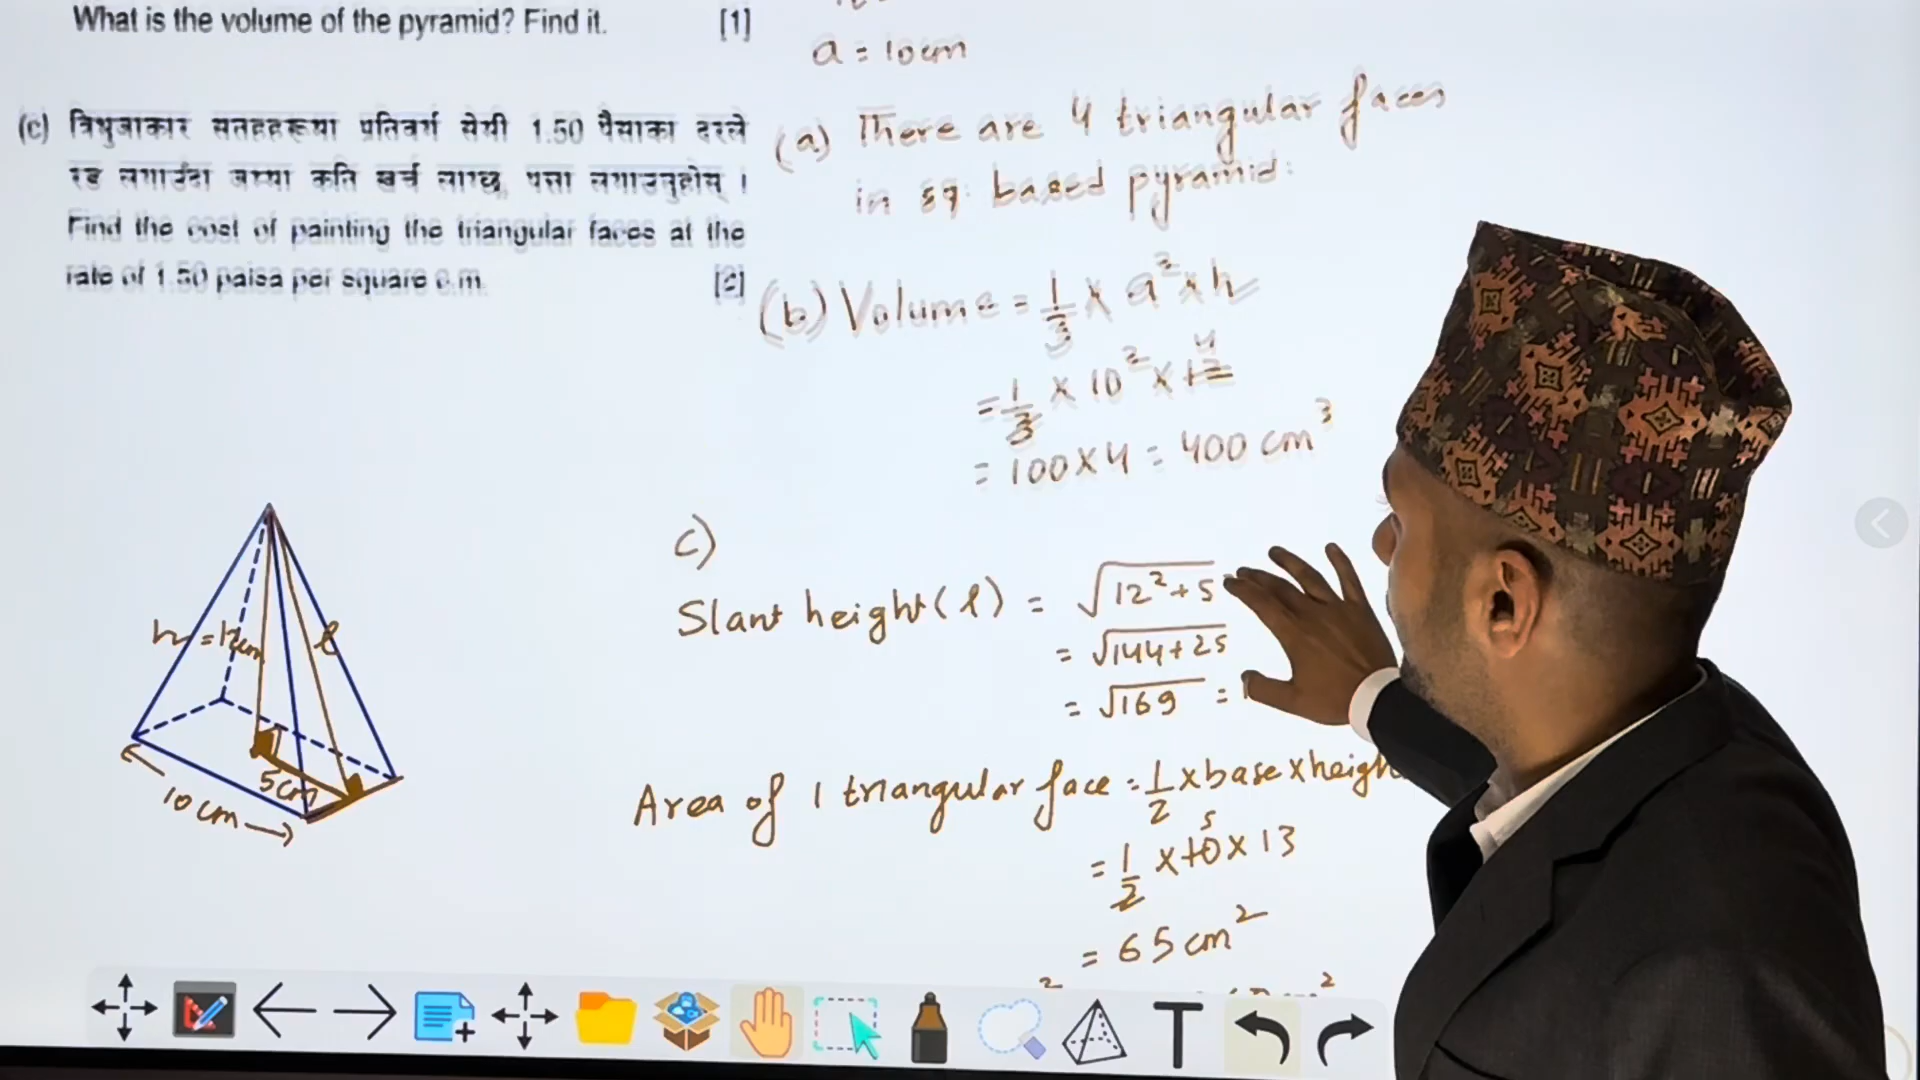 What is the volume of the pyramid? Find it. [1]
(c) त्रिभुजाकार सतहहरूमा प्रतिवर्ग सेमी 1.50 पैसाका दरले
रङ लगाउँदा जम्मा कति खर्च लाग्छ, पत्ता लगाउनुहोस् ।
Find the cost of painting the triangular faces at the
rate of 1.50 paisa per square c.m. [2]
a = 10cm
(a) There are 4 triangular faces
in sq. based pyramid:
(b) Volume = 1/3 × a² × h
= 1/3 × 10² × 12 4
= 100 × 4 = 400 cm³
c)
Slant height (l) = √12² + 5
= √144 + 25
= √169 =
Area of 1 triangular face = 1/2 × base × heigh
= 1/2 × 10 5 × 13
= 65 cm²
h = 12cm
l
5cm
10 cm
T